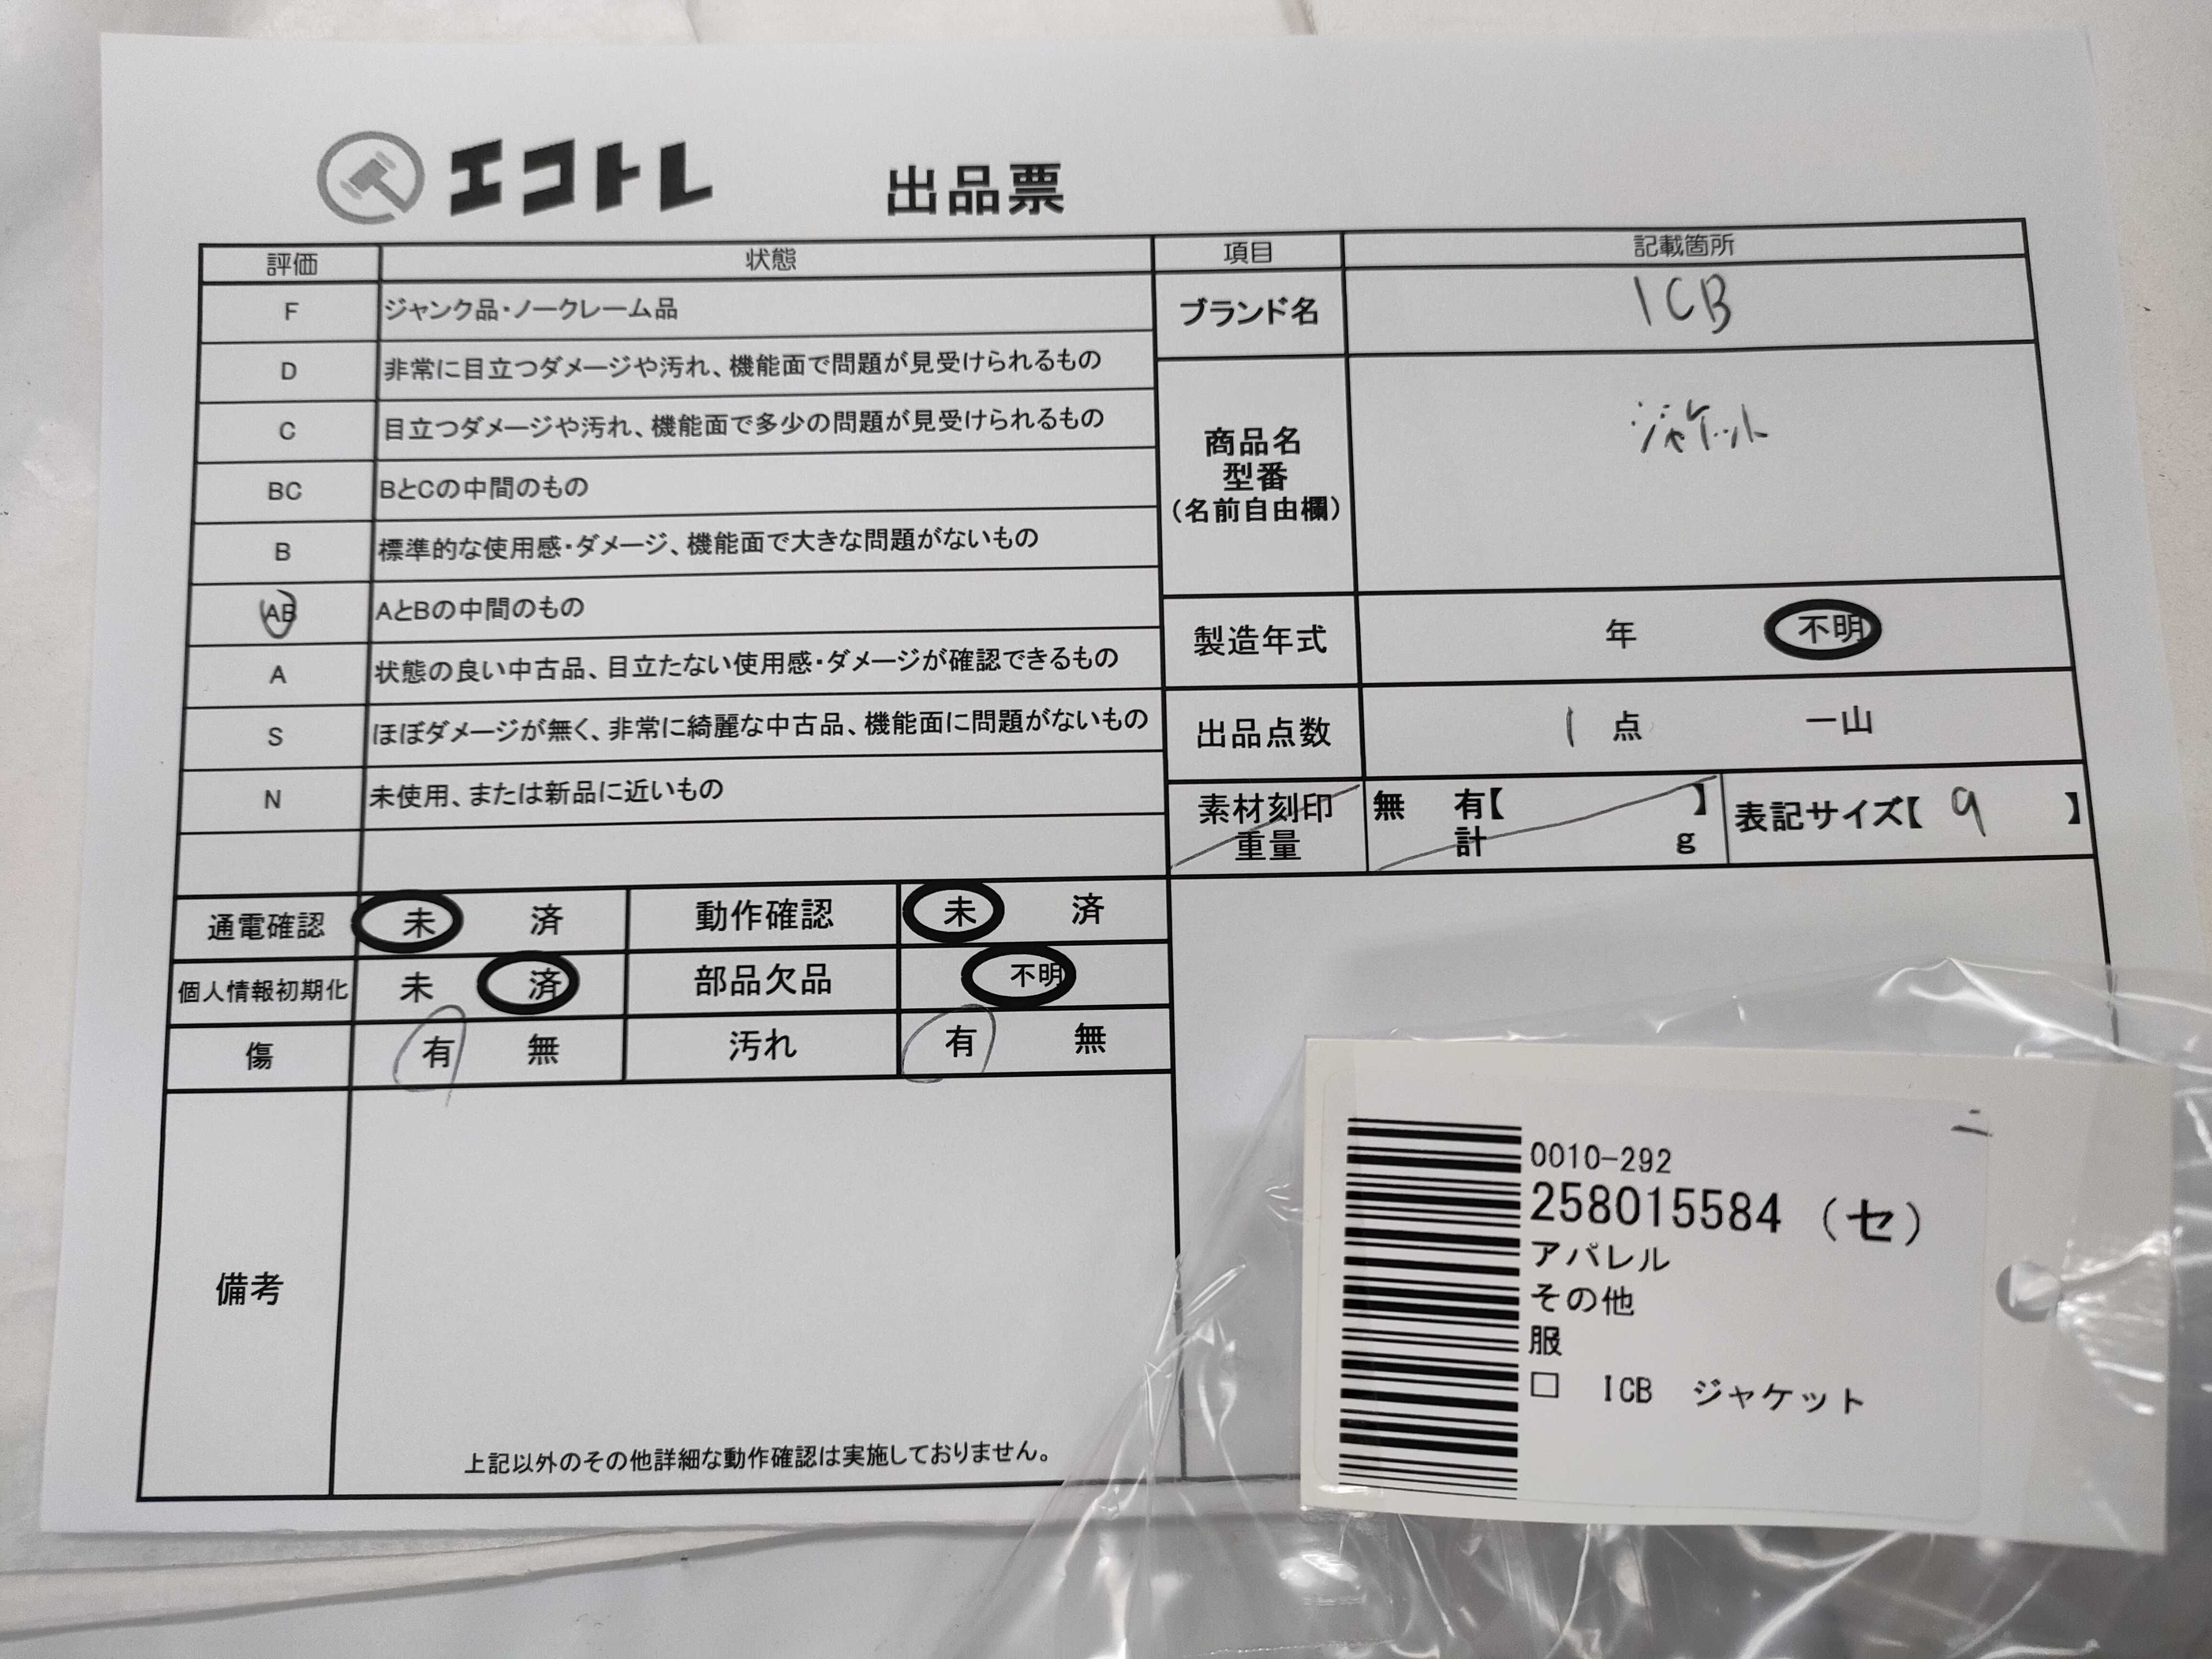 エコトレ 出品票
評価 状態 項目 記載箇所
F ジャンク品・ノークレーム品
D 非常に目立つダメージや汚れ、機能面で問題が見受けられるもの
C 目立つダメージや汚れ、機能面で多少の問題が見受けられるもの
BC BとCの中間のもの
B 標準的な使用感・ダメージ、機能面で大きな問題がないもの
AB AとBの中間のもの
A 状態の良い中古品、目立たない使用感・ダメージが確認できるもの
S ほぼダメージが無く、非常に綺麗な中古品、機能面に問題がないもの
N 未使用、または新品に近いもの
ブランド名 ICB
商品名
型番
(名前自由欄)
ジャケット
製造年式 年 不明
出品点数 1 点 一山
素材刻印 無 有【 】
重量 計 g
表記サイズ【 9 】
通電確認 未 済 動作確認 未 済
個人情報初期化 未 済 部品欠品 不明
傷 有 無 汚れ 有 無
備考
上記以外のその他詳細な動作確認は実施しておりません。
0010-292
258015584 (セ)
アパレル
その他
服
□ ICB ジャケット